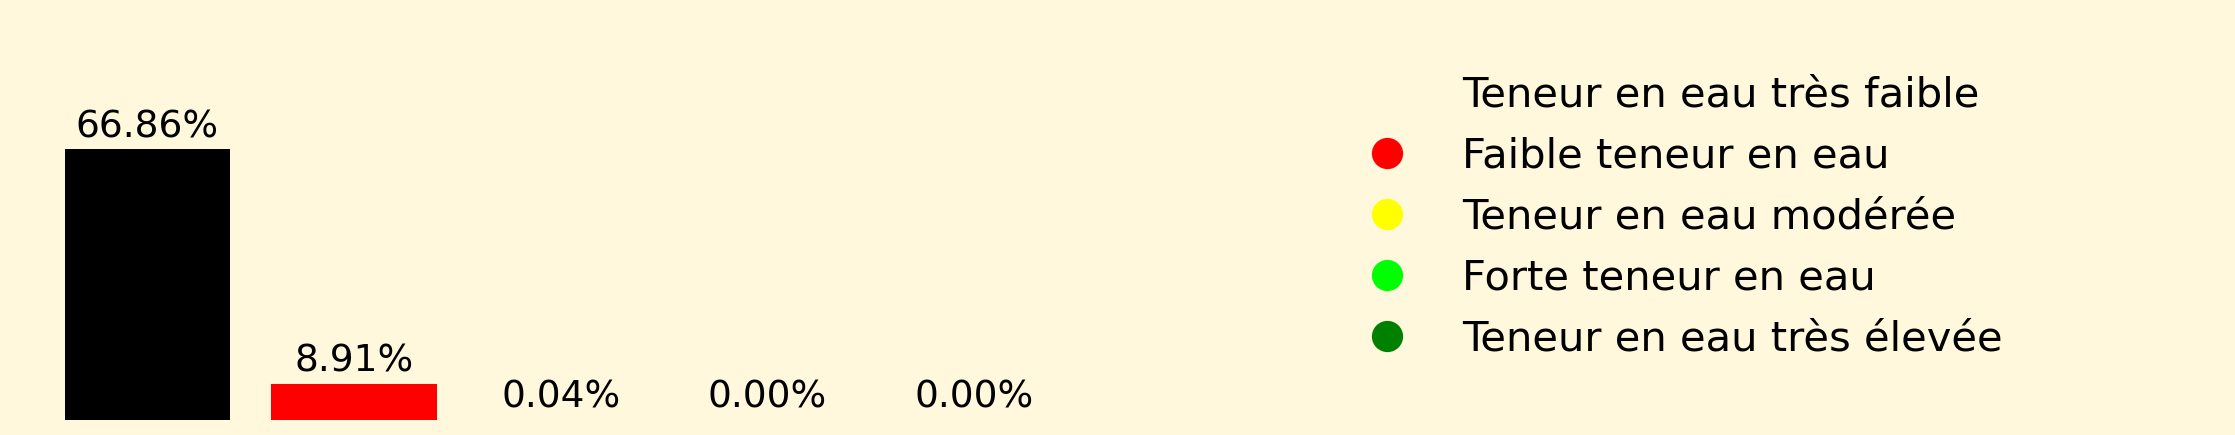 66.86%
8.91%
0.04%
0.00%
0.00%
Teneur en eau très faible
Faible teneur en eau
Teneur en eau modérée
Forte teneur en eau
Teneur en eau très élevée